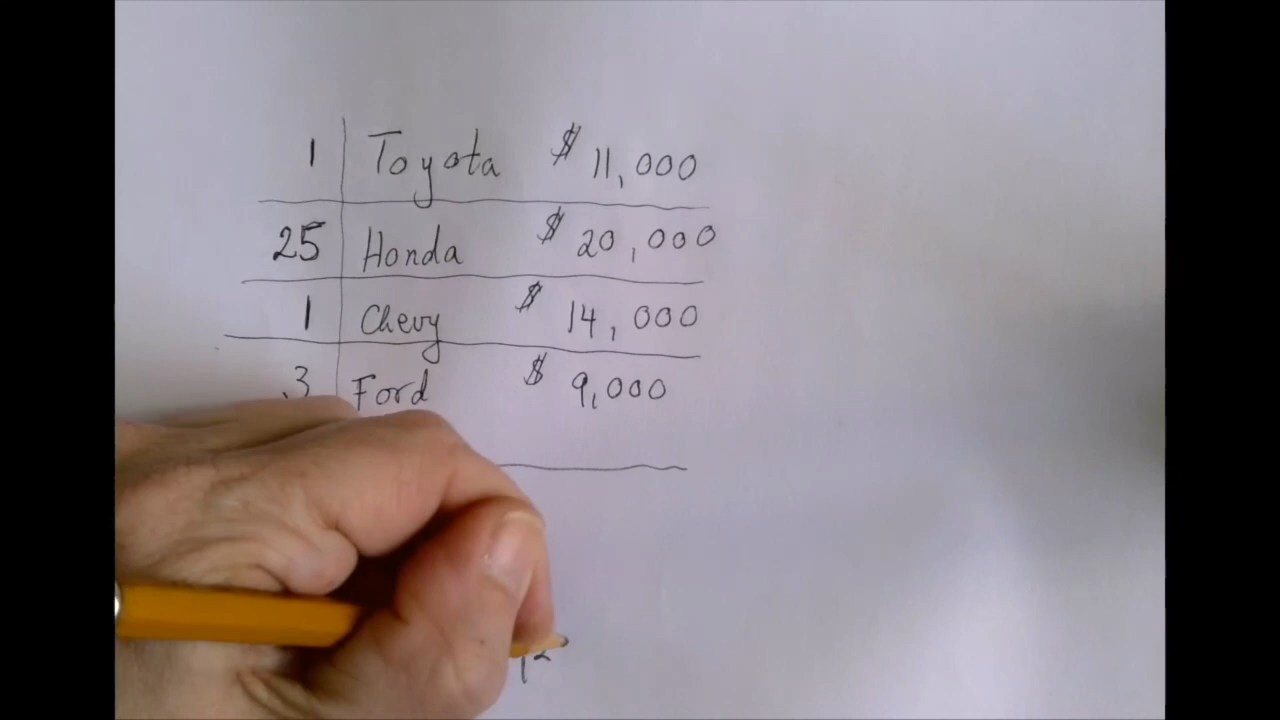 1 Toyota $ 11,000
25 Honda $ 20,000
1 Chevy $ 14,000
3 Ford $ 9,000